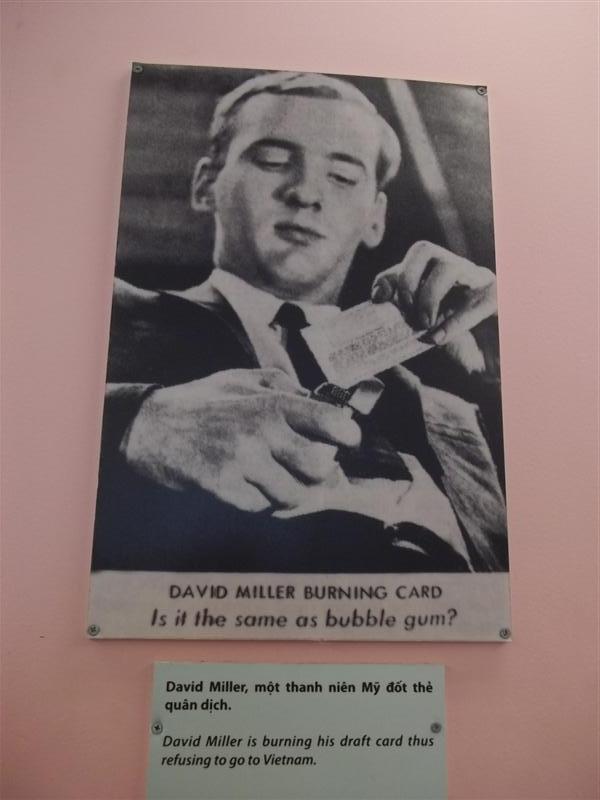 DAVID MILLER BURNING CARD
Is it the same as bubble gum?
David Miller, một thanh niên Mỹ đốt thẻ
quân dịch.
David Miller is burning his draft card thus
refusing to go to Vietnam.